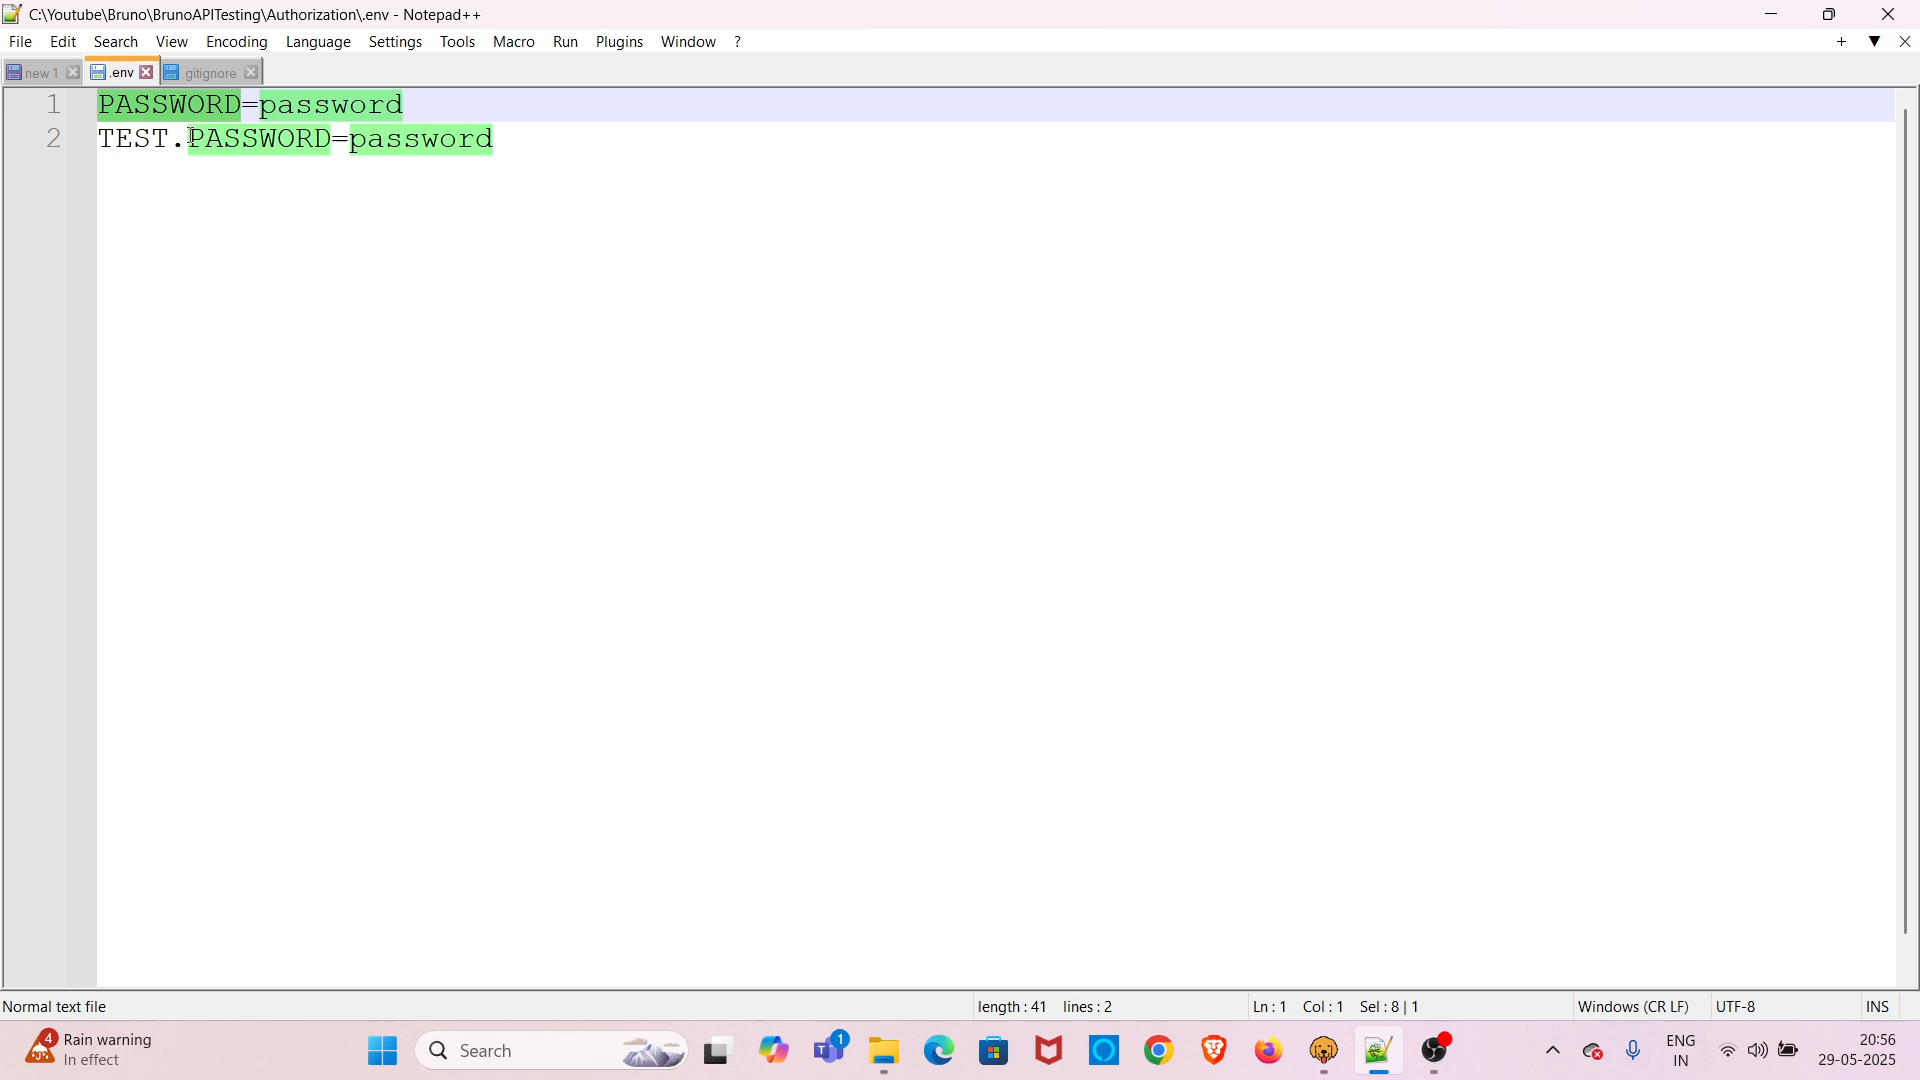 C:\Youtube\Bruno\BrunoAPITesting\Authorization\.env - Notepad++
File Edit Search View Encoding Language Settings Tools Macro Run Plugins Window ?
new 1 .env .gitignore
1 PASSWORD=password
2 TEST.PASSWORD=password
Normal text file length : 41 lines : 2 Ln : 1 Col : 1 Sel : 8 | 1 Windows (CR LF) UTF-8 INS
4 Rain warning
In effect
Search
1
ENG
IN
20:56
29-05-2025